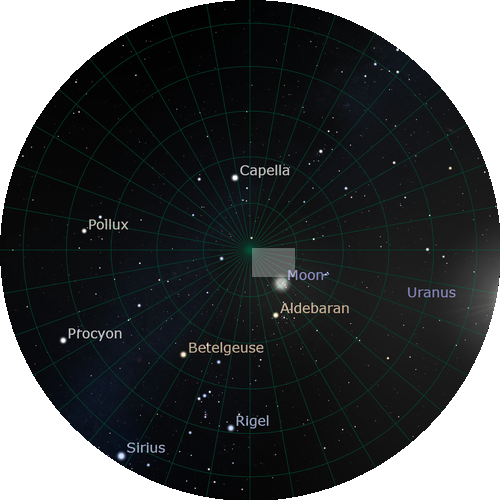 Capella
Pollux
Moon
Uranus
Aldebaran
Procyon
Betelgeuse
Rigel
Sirius